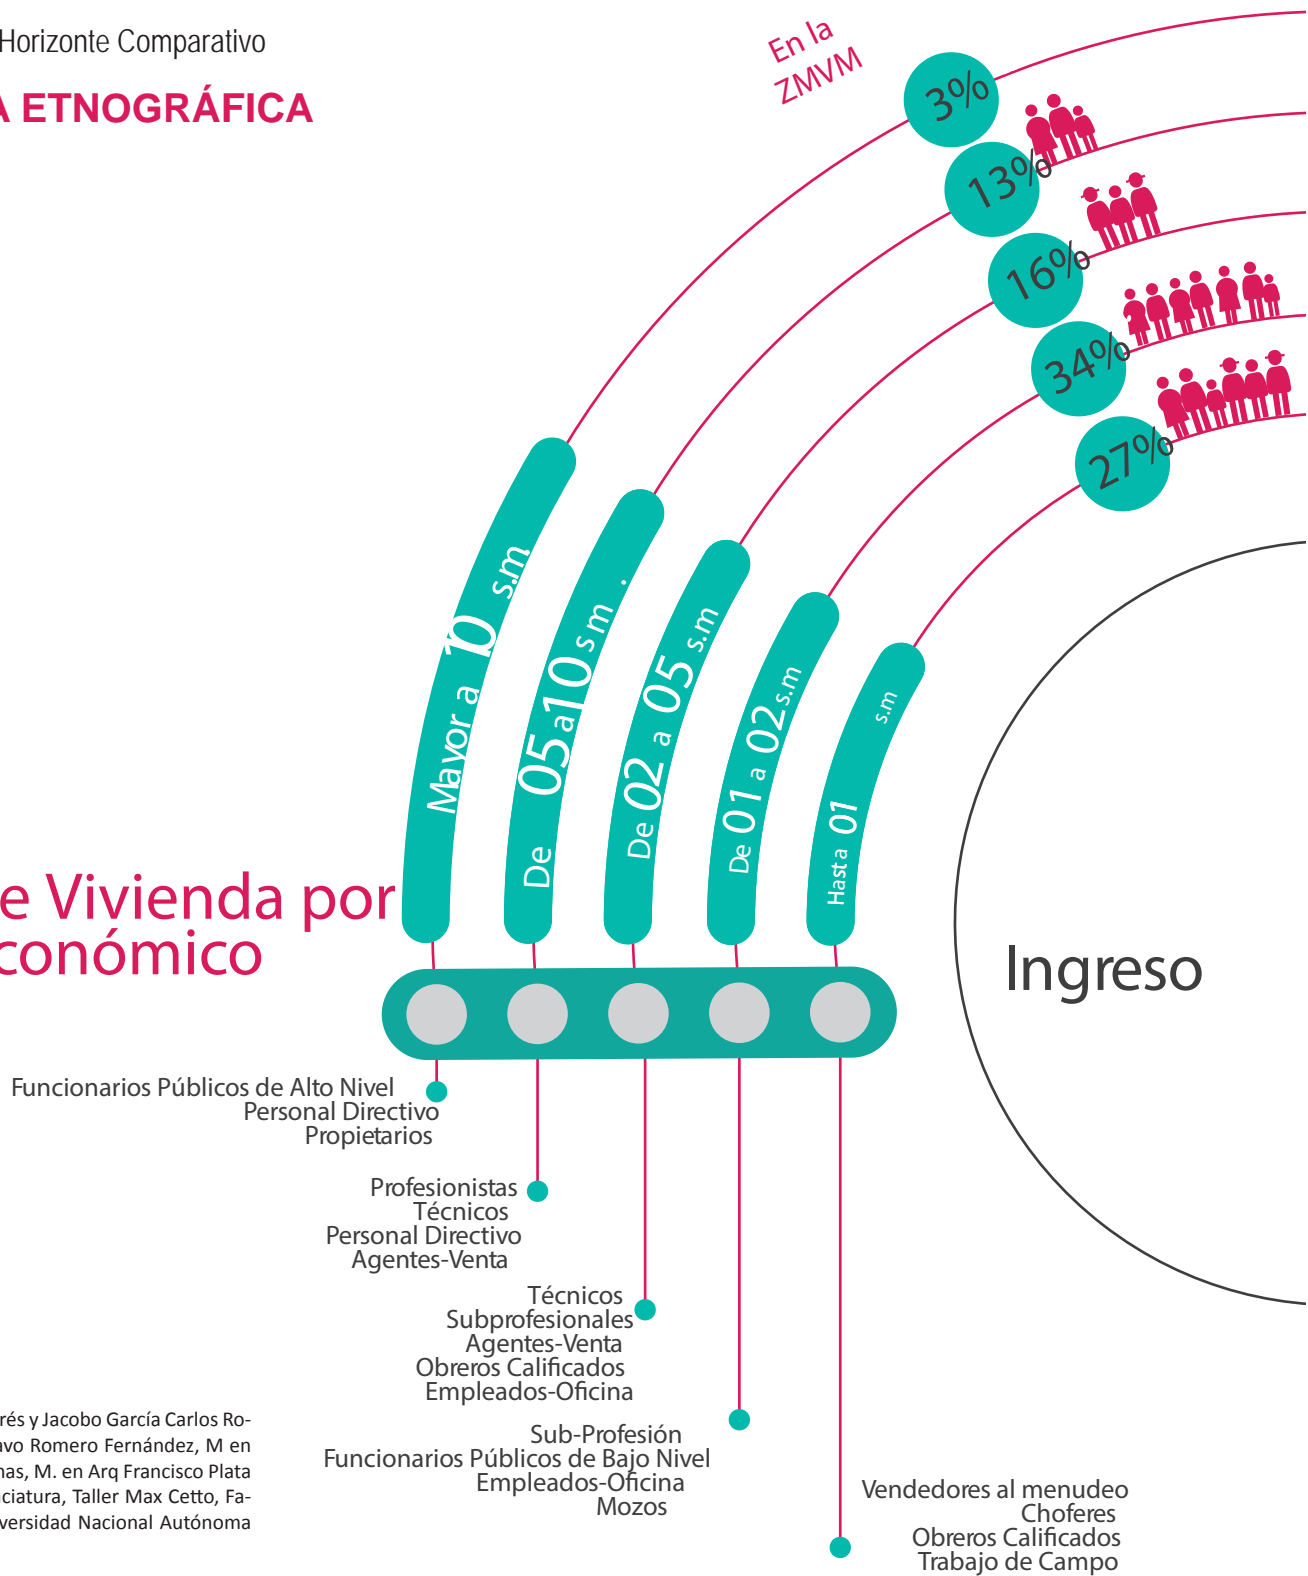 Horizonte Comparativo
A ETNOGRÁFICA
En la
ZMVM
3%
13%
16%
34%
27%
Mayor a 10 s.m
De 05 a 10 s m .
De 02 a 05 s.m
De 01 a 02 s.m
Hasta 01 s.m
e Vivienda por
conómico
Ingreso
Funcionarios Públicos de Alto Nivel
Personal Directivo
Propietarios
Profesionistas
Técnicos
Personal Directivo
Agentes-Venta
Técnicos
Subprofesionales
Agentes-Venta
Obreros Calificados
Empleados-Oficina
Sub-Profesión
Funcionarios Públicos de Bajo Nivel
Empleados-Oficina
Mozos
Vendedores al menudeo
Choferes
Obreros Calificados
Trabajo de Campo
rés y Jacobo García Carlos Ro-
avo Romero Fernández, M en
nas, M. en Arq Francisco Plata
nciatura, Taller Max Cetto, Fa-
versidad Nacional Autónoma